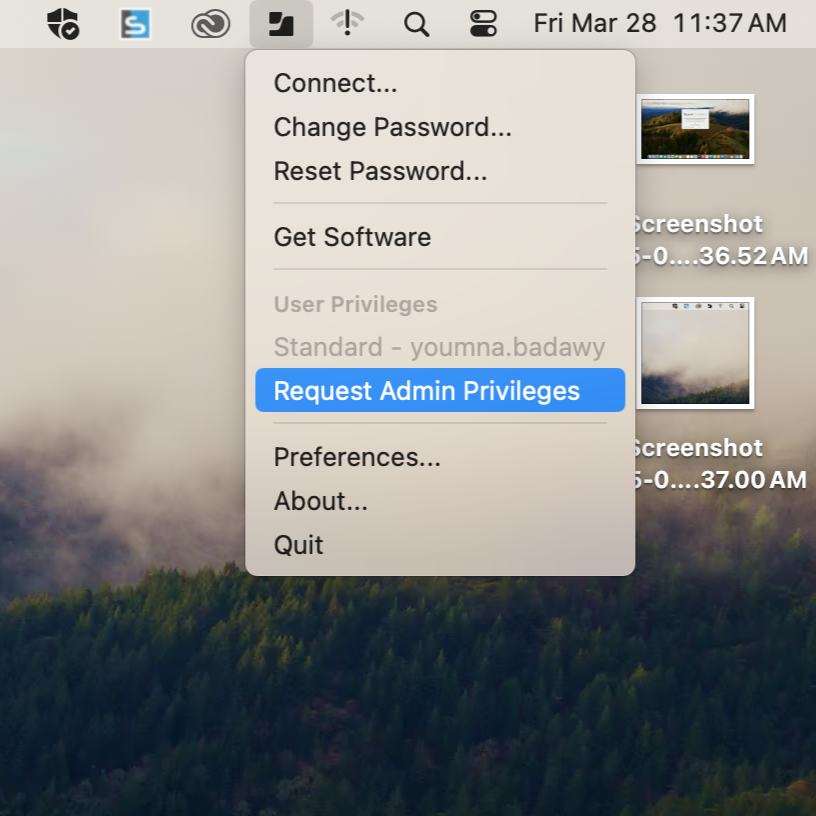 Fri Mar 28 11:37 AM
Connect...
Change Password...
Reset Password...
Get Software
User Privileges
Standard - youmna.badawy
Request Admin Privileges
Preferences...
About...
Quit
Screenshot
5-0....36.52 AM
Screenshot
5-0....37.00 AM